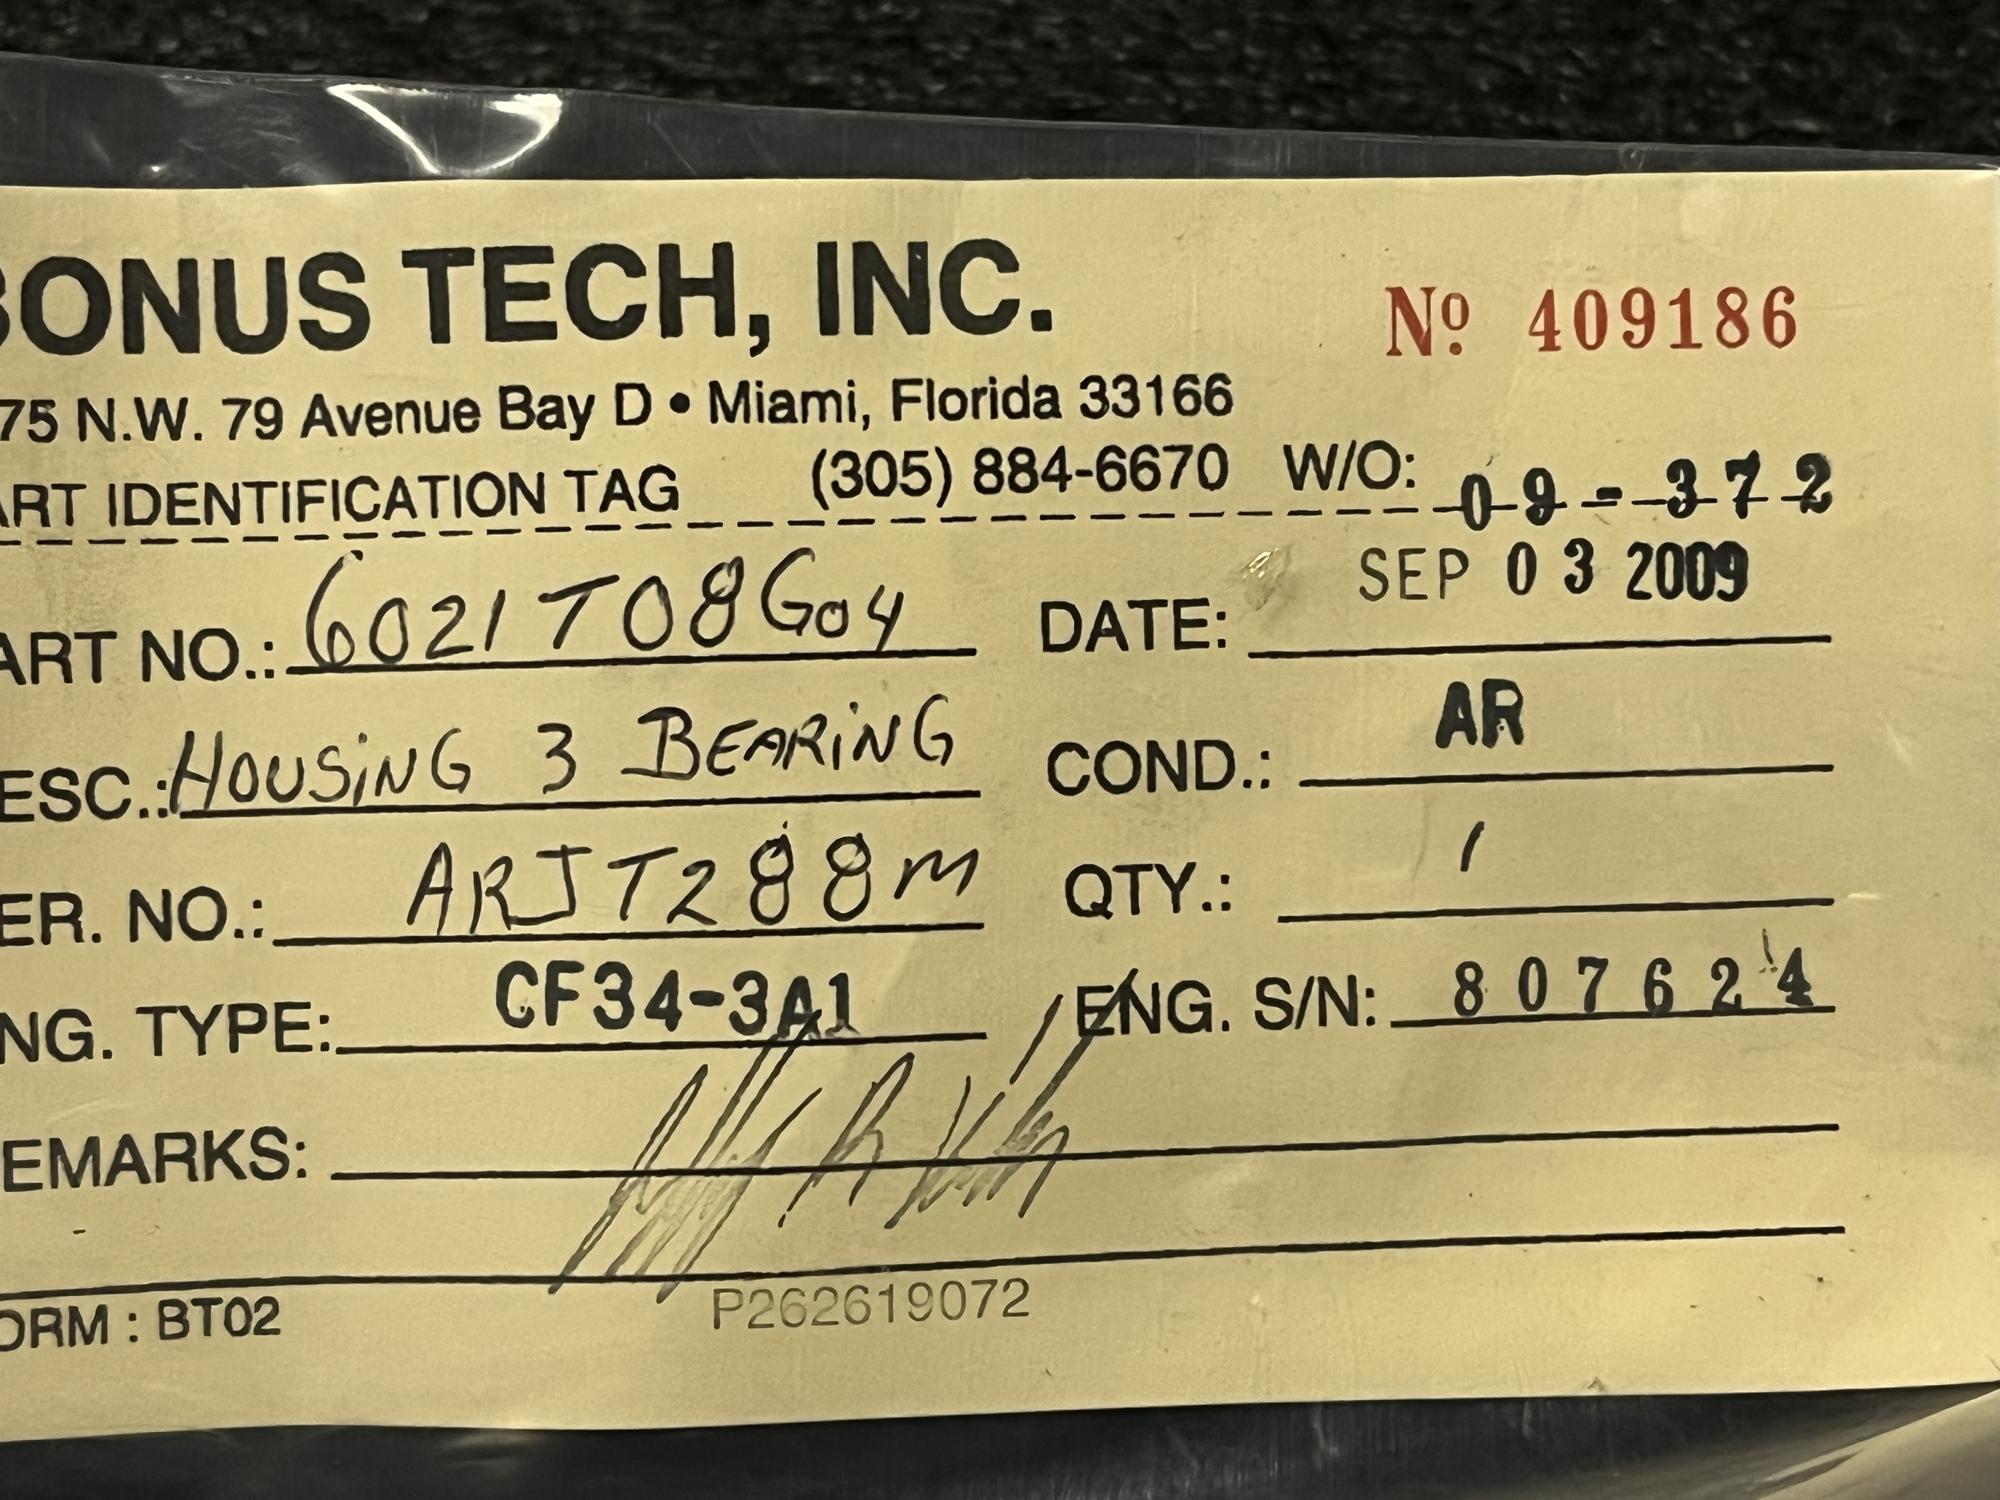 BONUS TECH, INC.
Nº 409186
75 N.W. 79 Avenue Bay D • Miami, Florida 33166
ART IDENTIFICATION TAG (305) 884-6670 W/O: 09-372
ART NO.: 6021T08G04 DATE: SEP 03 2009
ESC.: HOUSiNG 3 BEARiNG COND.: AR
ER. NO.: ARJT288M QTY.: 1
NG. TYPE: CF34-3A1 ENG. S/N: 807624
EMARKS:
ORM : BT02 P262619072